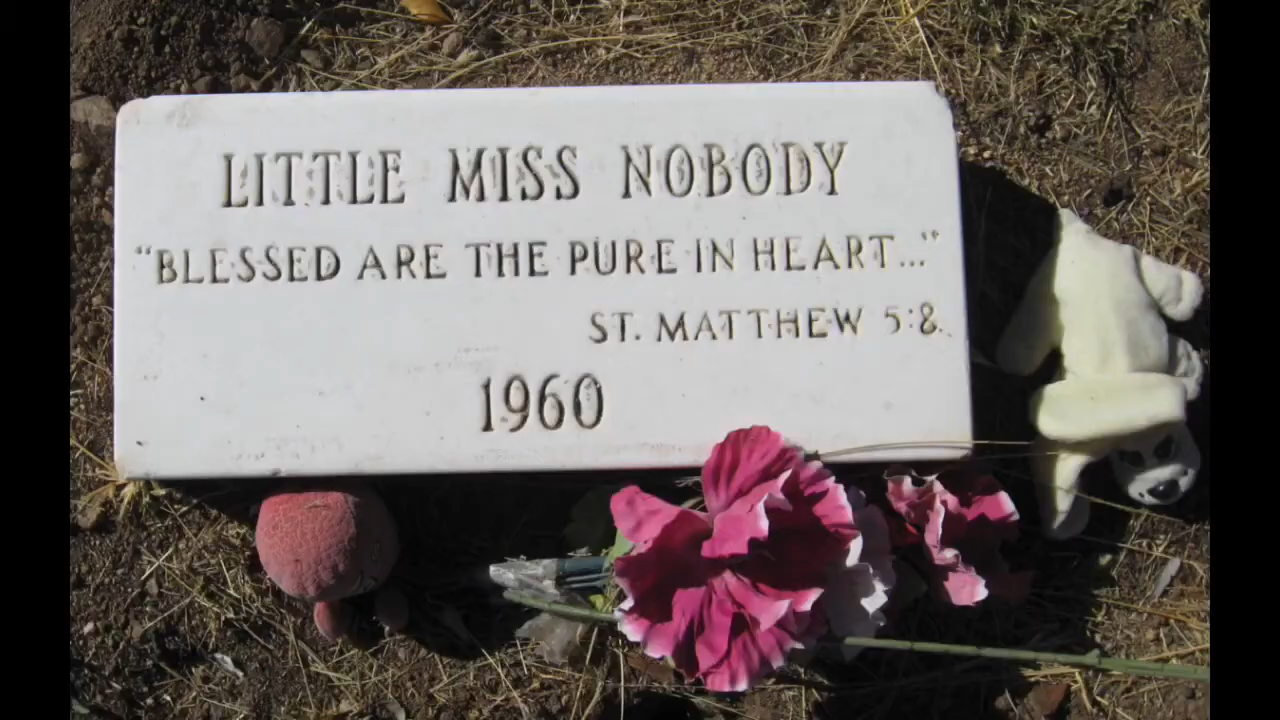 LITTLE MISS NOBODY
"BLESSED ARE THE PURE IN HEART..."
ST. MATTHEW 5:8.
1960